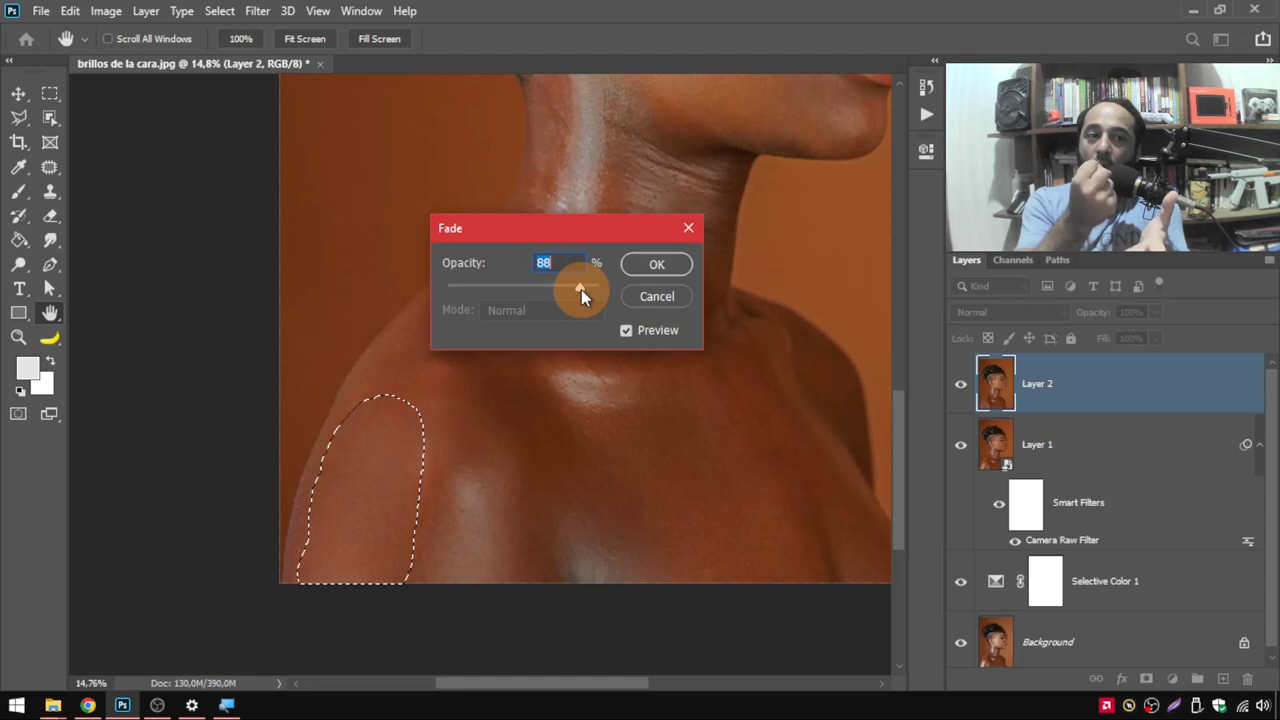 Ps File Edit Image Layer Type Select Filter 3D View Window Help
Scroll All Windows 100% Fit Screen Fill Screen
brillos de la cara.jpg @ 14,8% (Layer 2, RGB/8) *
Fade
Opacity: 88 % OK
Cancel
Mode: Normal
Preview
Layers Channels Paths
Kind
Normal Opacity: 100%
Lock: Fill: 100%
Layer 2
Layer 1
Smart Filters
Camera Raw Filter
Selective Color 1
Background
14,76% Doc: 130,0M/390,0M
Ps